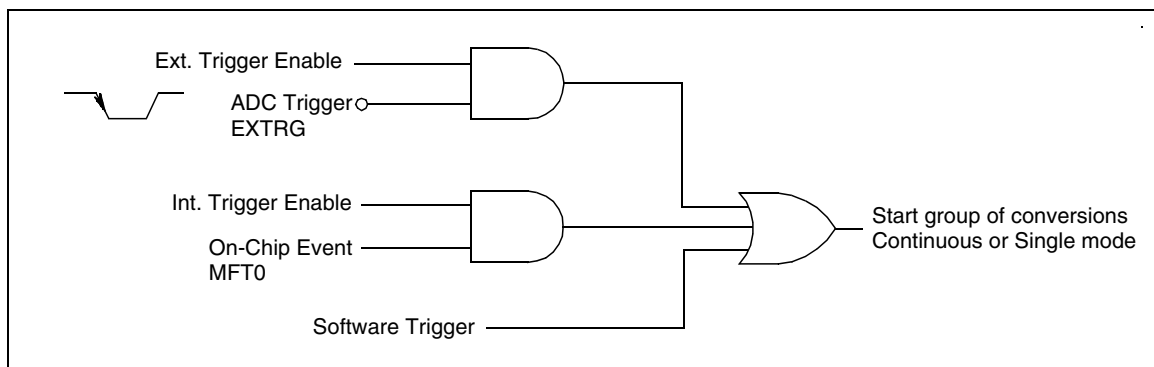 Ext. Trigger Enable
ADC Trigger
EXTRG
Int. Trigger Enable
On-Chip Event
MFT0
Software Trigger
Start group of conversions
Continuous or Single mode